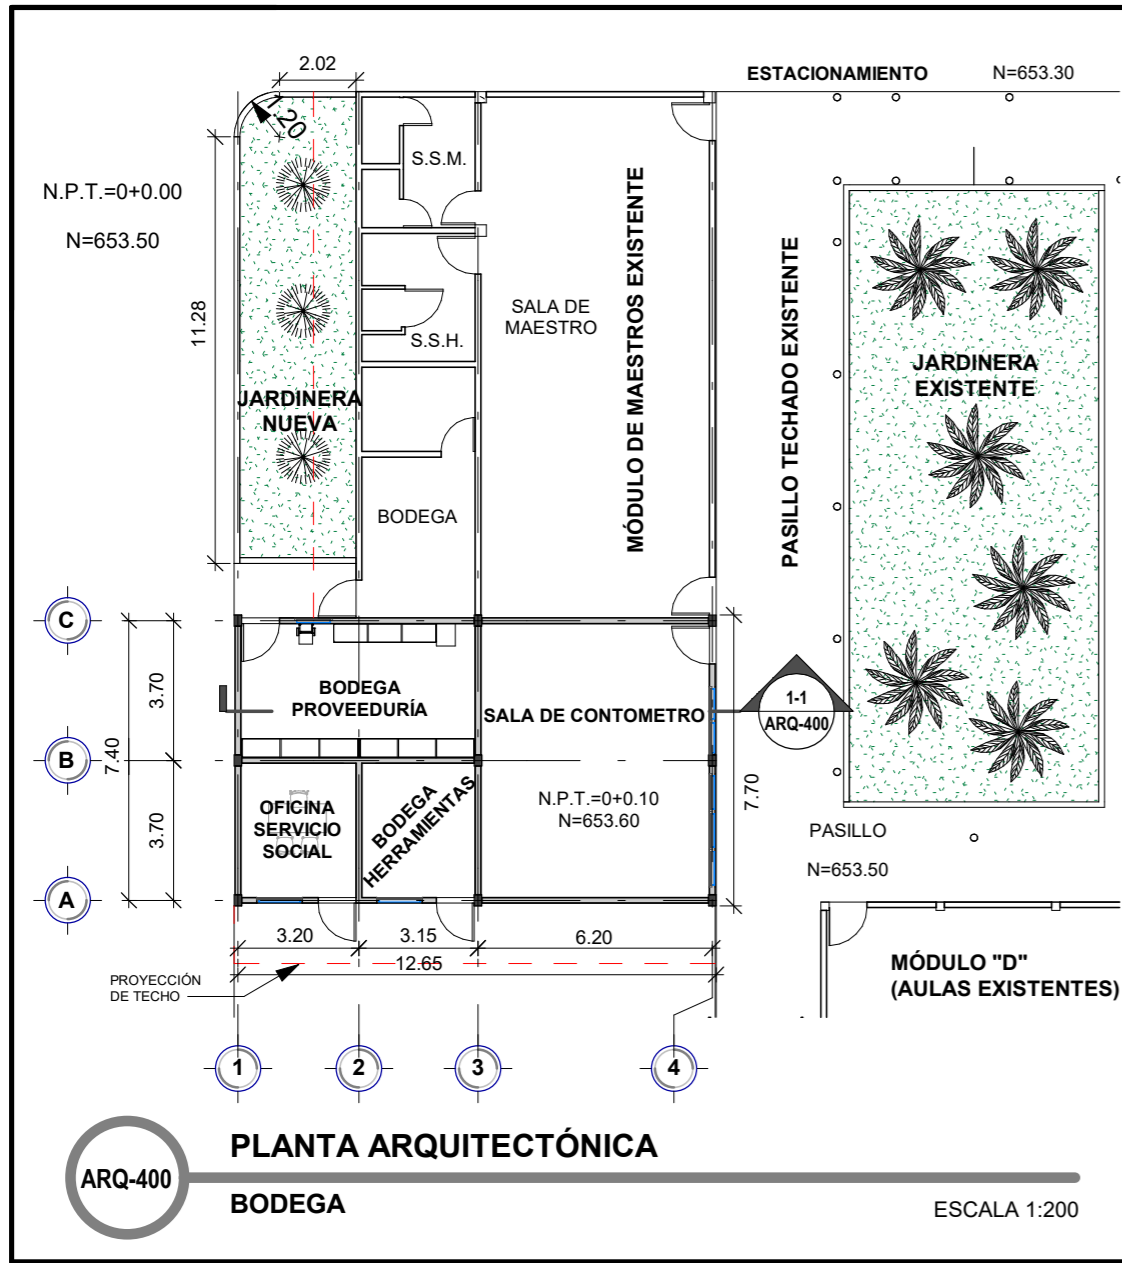 2.02
ESTACIONAMIENTO
N=653.30
1.20
S.S.M.
N.P.T.=0+0.00
N=653.50
11.28
SALA DE
MAESTRO
MÓDULO DE MAESTROS EXISTENTE
PASILLO TECHADO EXISTENTE
S.S.H.
JARDINERA
EXISTENTE
JARDINERA
NUEVA
BODEGA
C
3.70
BODEGA
PROVEEDURÍA
SALA DE CONTOMETRO
1-1
ARQ-400
B
7.40
3.70
OFICINA
SERVICIO
SOCIAL
BODEGA
HERRAMIENTAS
N.P.T.=0+0.10
N=653.60
7.70
PASILLO
N=653.50
A
3.20
3.15
6.20
12.65
PROYECCIÓN
DE TECHO
MÓDULO "D"
(AULAS EXISTENTES)
1
2
3
4
ARQ-400
PLANTA ARQUITECTÓNICA
BODEGA
ESCALA 1:200